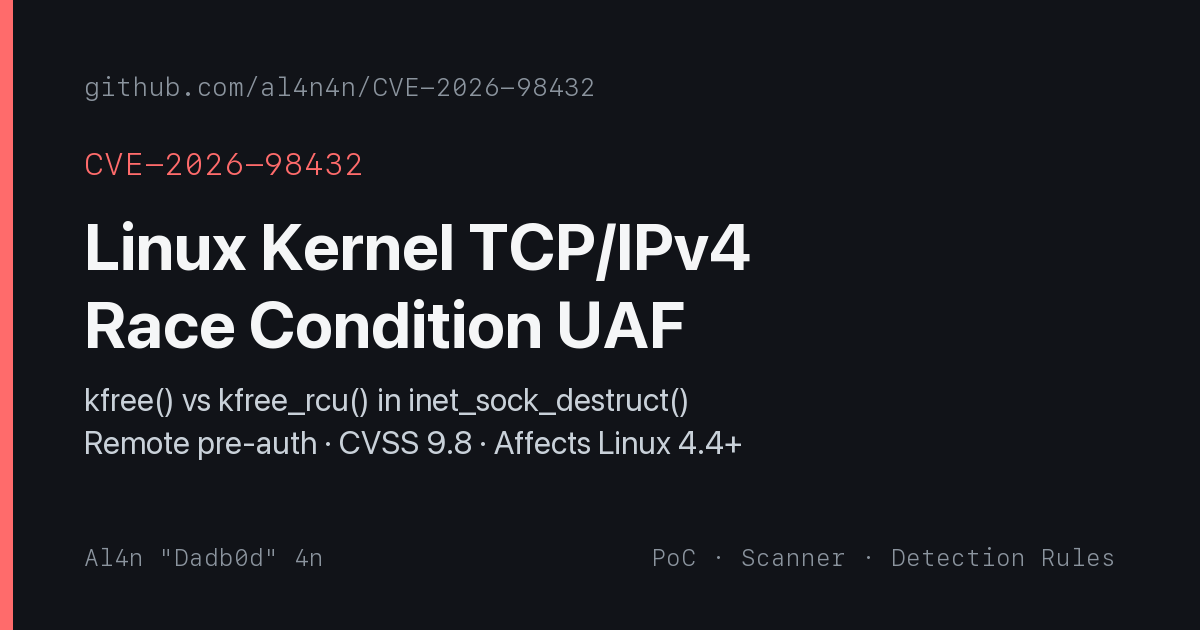 github.com/al4n4n/CVE-2026-98432
CVE-2026-98432
Linux Kernel TCP/IPv4
Race Condition UAF
kfree() vs kfree_rcu() in inet_sock_destruct()
Remote pre-auth · CVSS 9.8 · Affects Linux 4.4+
Al4n "Dadb0d" 4n
PoC · Scanner · Detection Rules